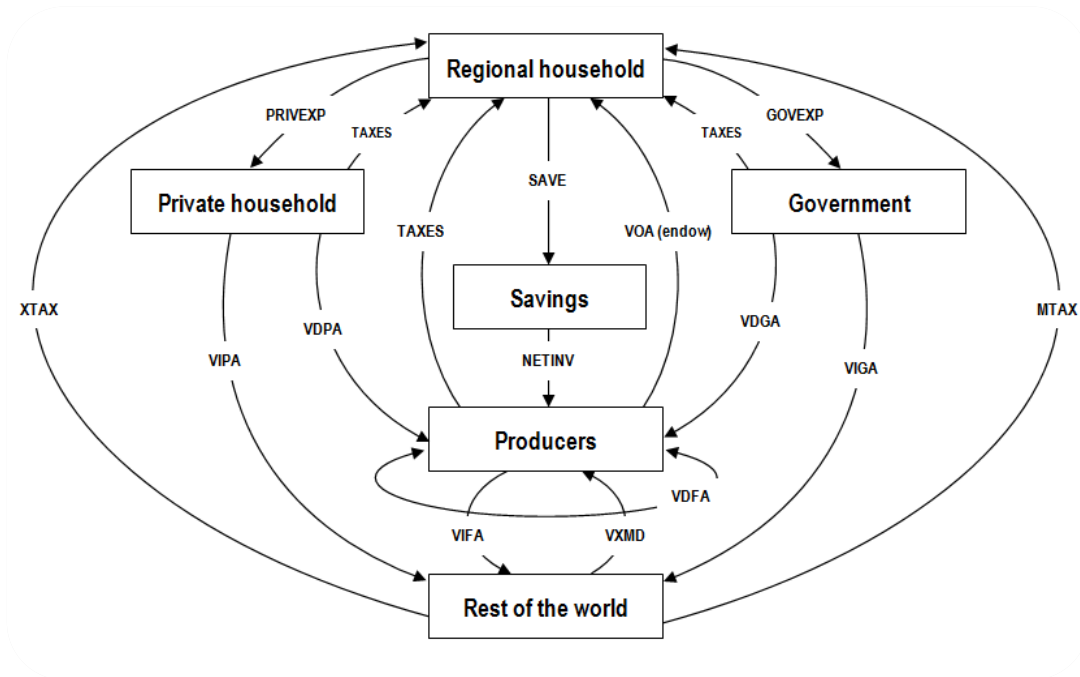 Regional household
PRIVEXP
GOVEXP
TAXES
TAXES
SAVE
Private household
Government
TAXES
VOA (endow)
Savings
XTAX
MTAX
VDPA
VDGA
VIPA
NETINV
VIGA
Producers
VDFA
VIFA
VXMD
Rest of the world